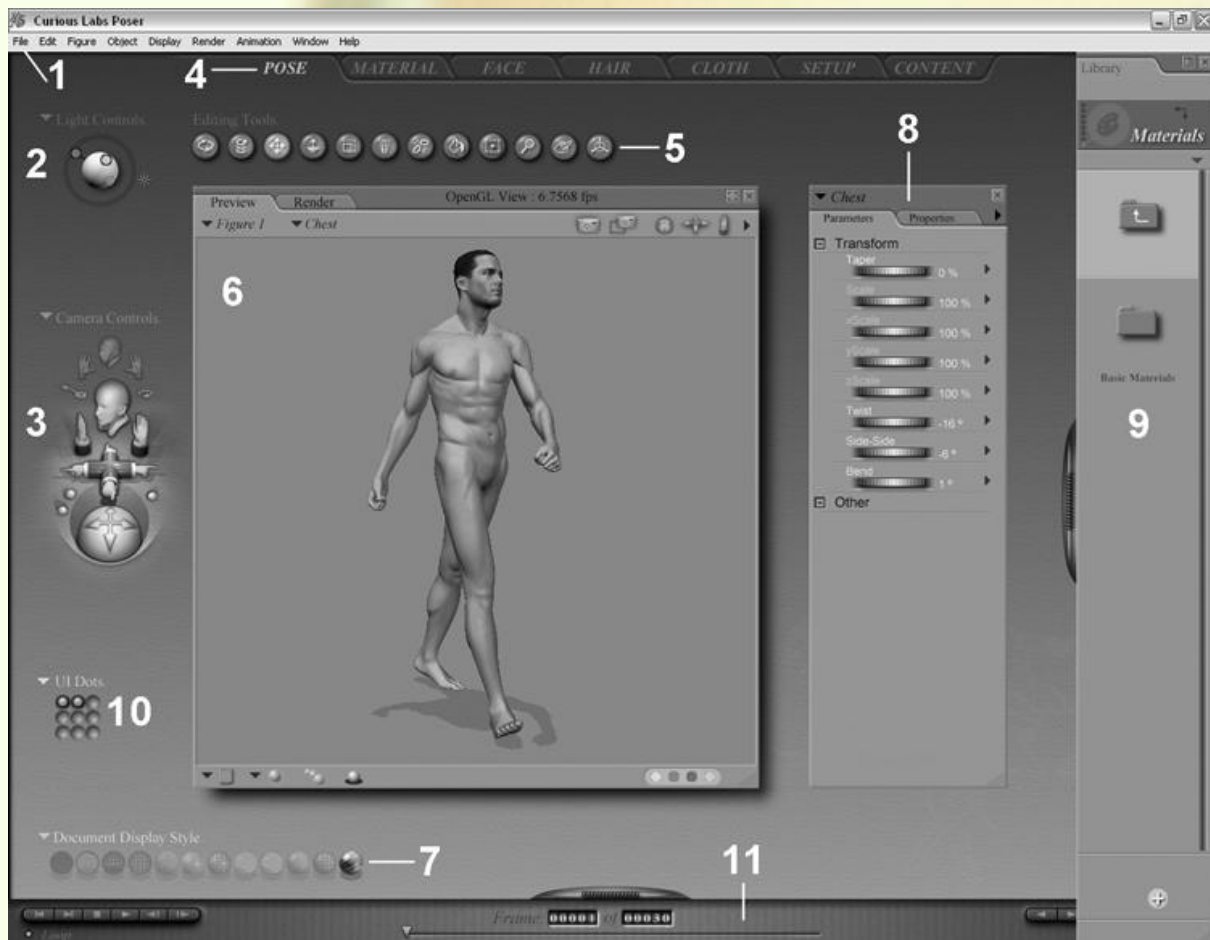 Curious Labs Poser
File Edit Figure Object Display Render Animation Window Help
1
4 POSE MATERIAL FACE HAIR CLOTH SETUP CONTENT
Library
Light Controls
Editing Tools
2
5
8
Materials
Preview Render OpenGL View : 6.7568 fps
Figure 1 Chest
6
Chest
Parameters Properties
Transform
Taper
0 %
Scale
100 %
xScale
100 %
yScale
100 %
zScale
100 %
Twist
-16 °
Side-Side
-6 °
Bend
1 °
Other
Basic Materials
9
Camera Controls
3
UI Dots
10
Document Display Style
7
11
Frame 00001 of 00030
Loop